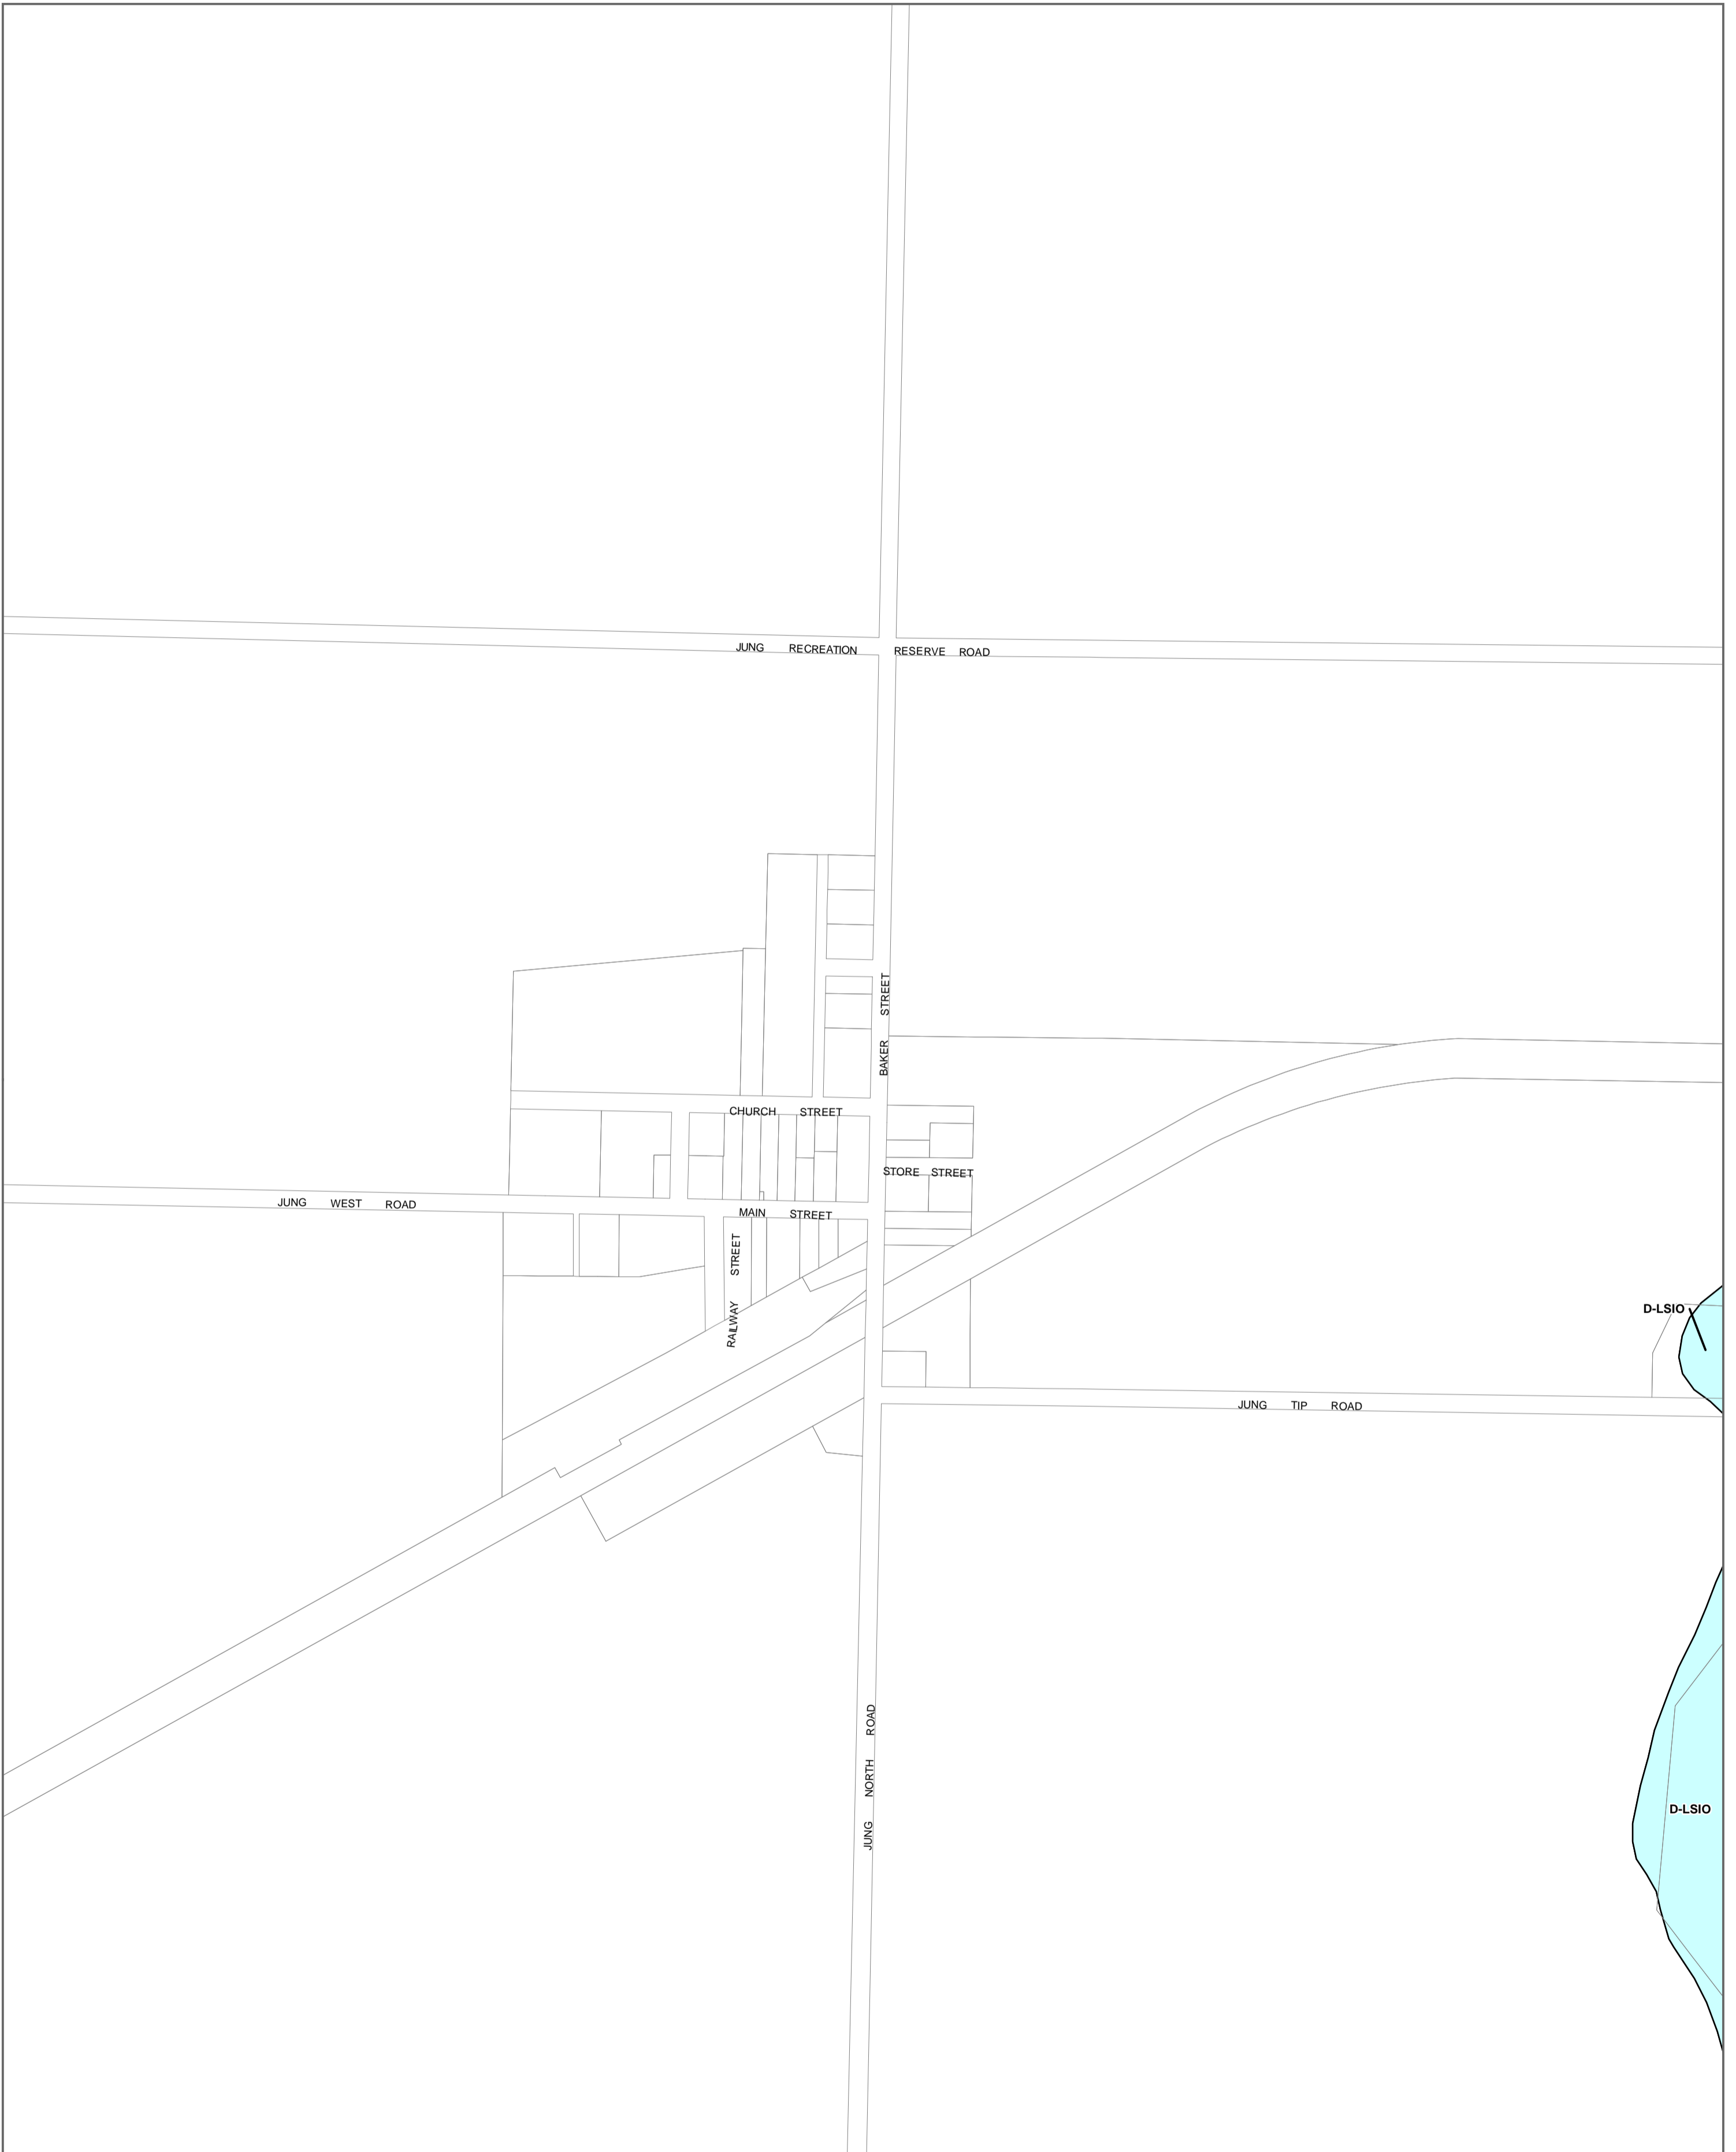 JUNG RECREATION RESERVE ROAD
BAKER STREET
CHURCH STREET
STORE STREET
JUNG WEST ROAD
MAIN STREET
RAILWAY STREET
D-LSIO
JUNG TIP ROAD
JUNG NORTH ROAD
D-LSIO